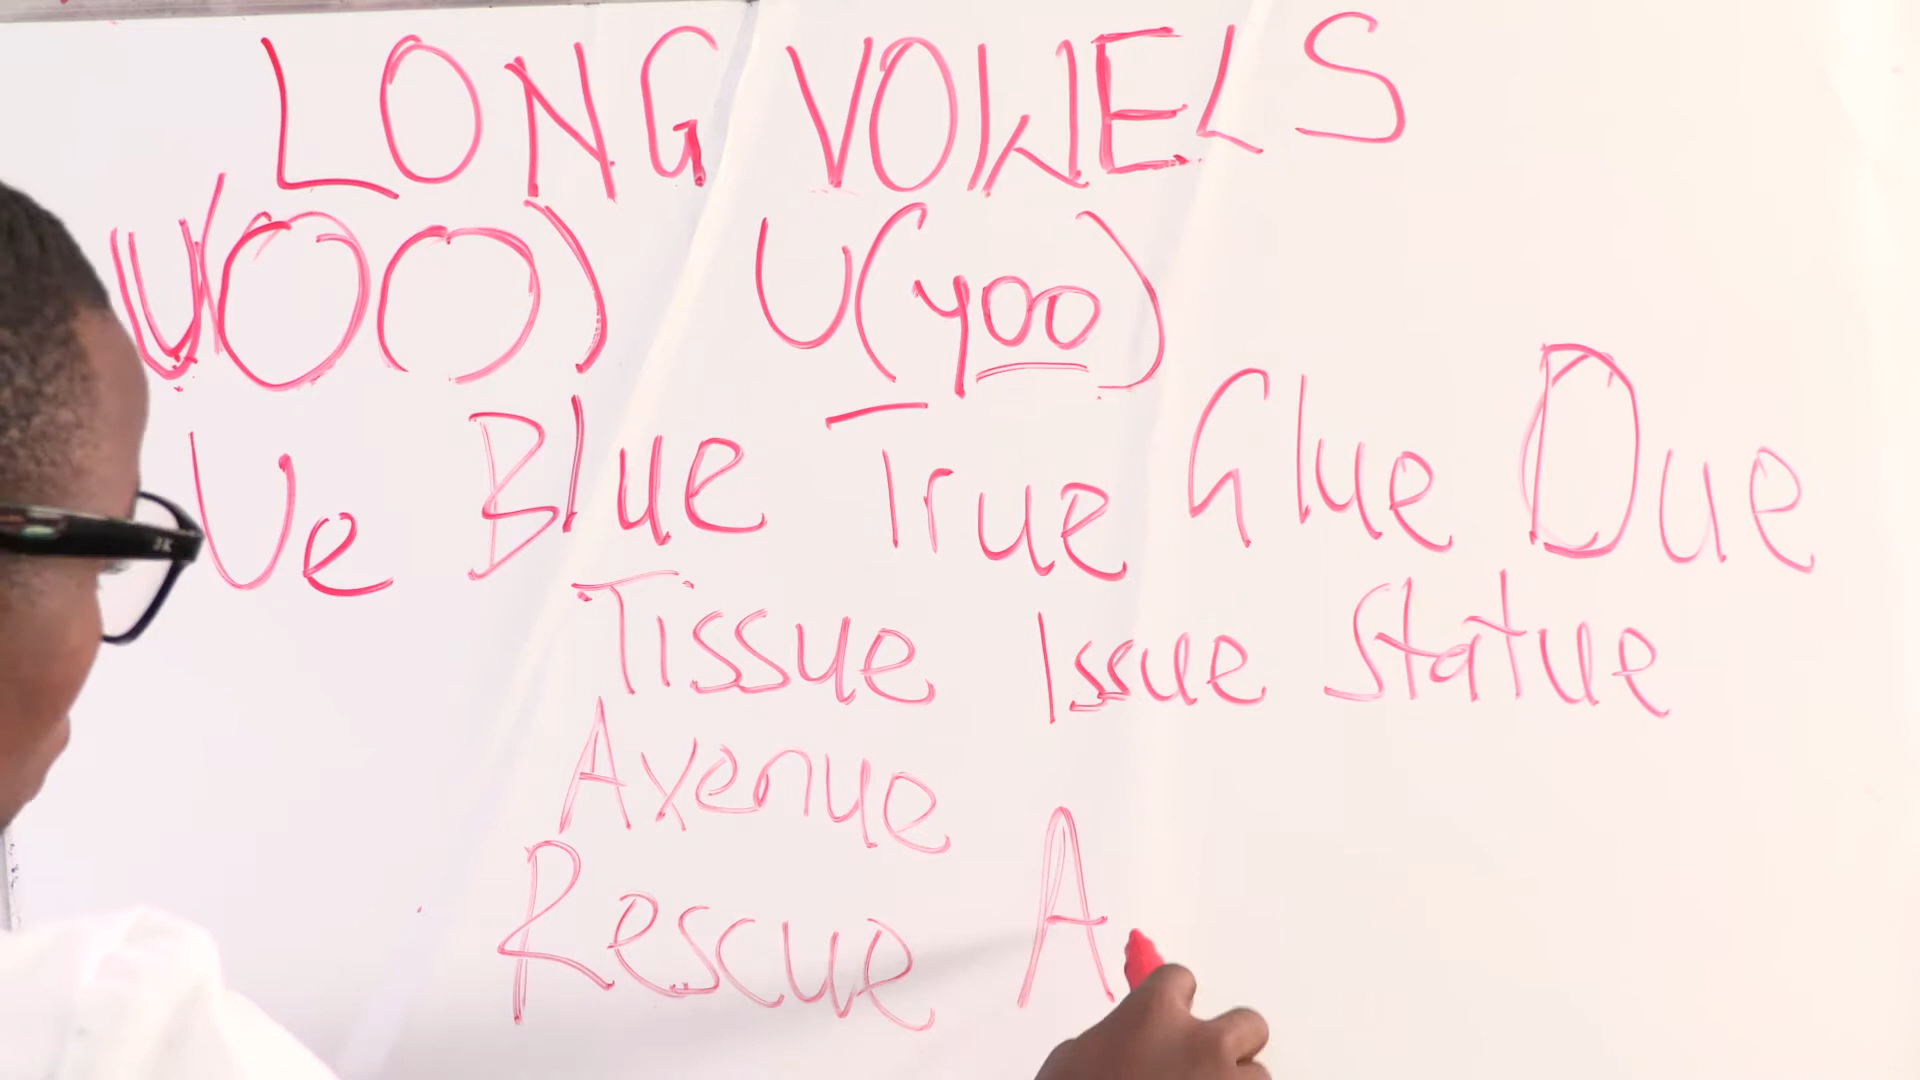 LONG VOWELS
U(OO) U(yoo)
Ue Blue True Glue Due
Tissue Issue Statue
Avenue
Rescue A